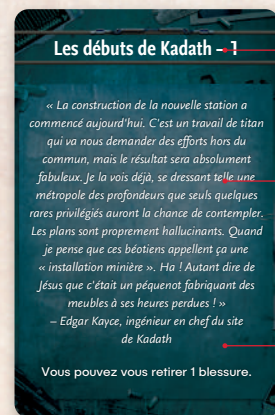 Les débuts de Kadath – 1
« La construction de la nouvelle station a
commencé aujourd'hui. C'est un travail de titan
qui va nous demander des efforts hors du
commun, mais le résultat sera absolument
fabuleux. Je la vois déjà, se dressant telle une
métropole des profondeurs que seuls quelques
rares privilégiés auront la chance de contempler.
Les plans sont proprement hallucinants. Quand
je pense que ces béotiens appellent ça une
« installation minière ». Ha ! Autant dire de
Jésus que c'était un péquenot fabriquant des
meubles à ses heures perdues ! »
– Edgar Kayce, ingénieur en chef du site
de Kadath
Vous pouvez vous retirer 1 blessure.